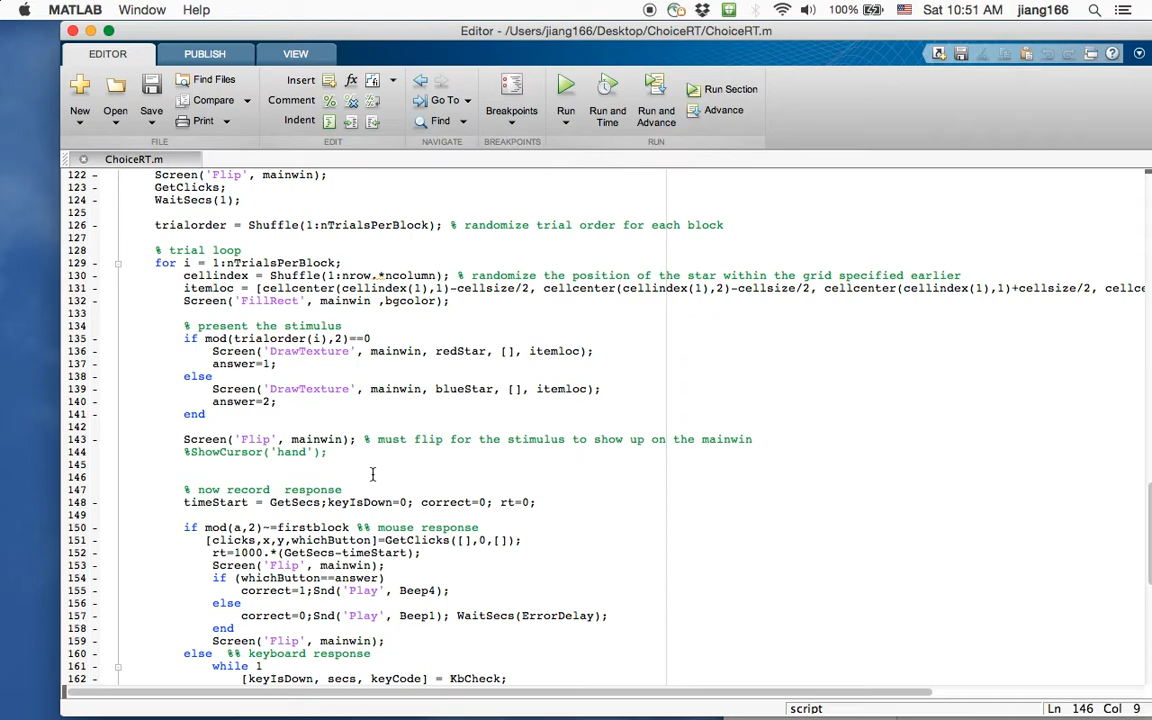 MATLAB Window Help 100% Sat 10:51 AM jiang166
Editor - /Users/jiang166/Desktop/ChoiceRT/ChoiceRT.m
EDITOR PUBLISH VIEW
New Open Save Find Files Compare Print Insert Comment Indent fx Go To Find Breakpoints Run Run and Time Run and Advance Run Section Advance
FILE EDIT NAVIGATE BREAKPOINTS RUN
ChoiceRT.m
122 - Screen('Flip', mainwin);
123 - GetClicks;
124 - WaitSecs(1);
125
126 - trialorder = Shuffle(1:nTrialsPerBlock); % randomize trial order for each block
127
128 % trial loop
129 - for i = 1:nTrialsPerBlock;
130 - cellindex = Shuffle(1:nrow.*ncolumn); % randomize the position of the star within the grid specified earlier
131 - itemloc = [cellcenter(cellindex(1),1)-cellsize/2, cellcenter(cellindex(1),2)-cellsize/2, cellcenter(cellindex(1),1)+cellsize/2, cellce
132 - Screen('FillRect', mainwin ,bgcolor);
133
134 % present the stimulus
135 - if mod(trialorder(i),2)==0
136 - Screen('DrawTexture', mainwin, redStar, [], itemloc);
137 - answer=1;
138 - else
139 - Screen('DrawTexture', mainwin, blueStar, [], itemloc);
140 - answer=2;
141 - end
142
143 - Screen('Flip', mainwin); % must flip for the stimulus to show up on the mainwin
144 %ShowCursor('hand');
145
146
147 % now record  response
148 - timeStart = GetSecs;keyIsDown=0; correct=0; rt=0;
149
150 - if mod(a,2)~=firstblock %% mouse response
151 - [clicks,x,y,whichButton]=GetClicks([],0,[]);
152 - rt=1000.*(GetSecs-timeStart);
153 - Screen('Flip', mainwin);
154 - if (whichButton==answer)
155 - correct=1;Snd('Play', Beep4);
156 - else
157 - correct=0;Snd('Play', Beep1); WaitSecs(ErrorDelay);
158 - end
159 - Screen('Flip', mainwin);
160 - else  %% keyboard response
161 - while 1
162 - [keyIsDown, secs, keyCode] = KbCheck;
script Ln 146 Col 9